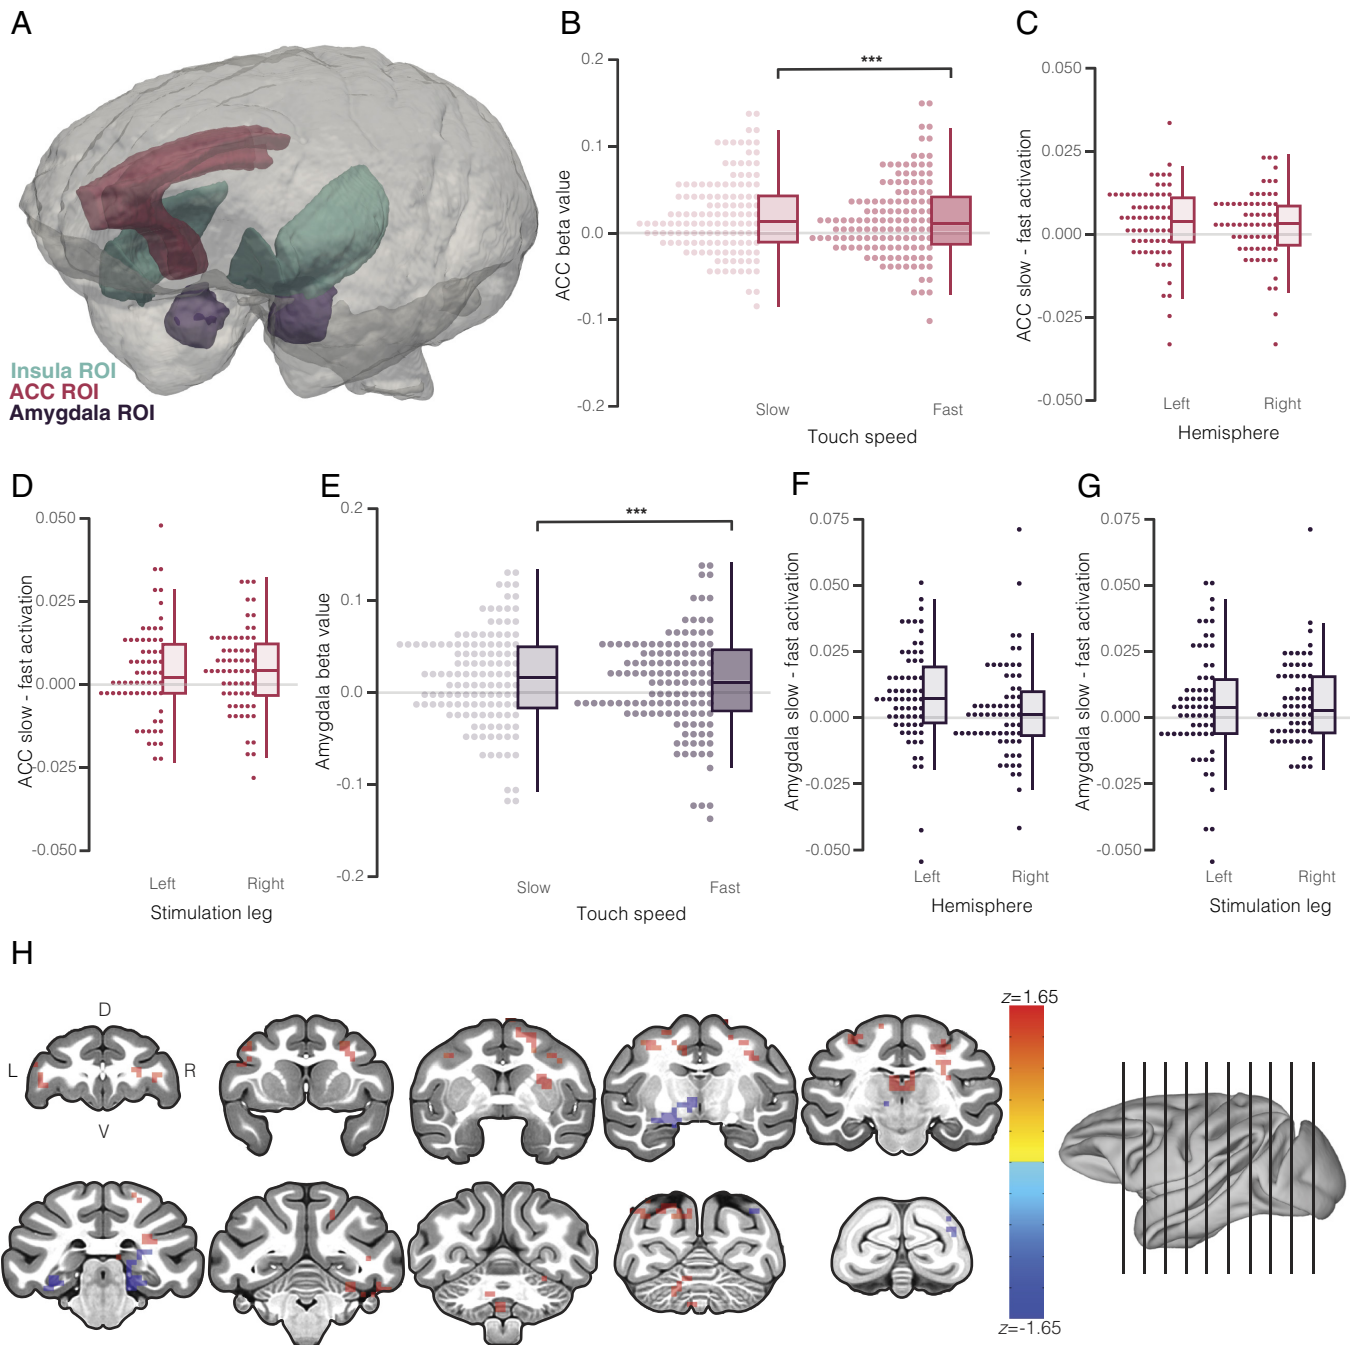 A
Insula ROI
ACC ROI
Amygdala ROI
B
0.2
0.1
0.0
-0.1
-0.2
ACC beta value
***
Slow
Fast
Touch speed
C
0.050
0.025
0.000
-0.025
-0.050
ACC slow - fast activation
Left
Right
Hemisphere
D
0.050
0.025
0.000
-0.025
-0.050
ACC slow - fast activation
Left
Right
Stimulation leg
E
0.2
0.1
0.0
-0.1
-0.2
Amygdala beta value
***
Slow
Fast
Touch speed
F
0.075
0.050
0.025
0.000
-0.025
-0.050
Amygdala slow - fast activation
Left
Right
Hemisphere
G
0.075
0.050
0.025
0.000
-0.025
-0.050
Amygdala slow - fast activation
Left
Right
Stimulation leg
H
D
L
R
V
z=1.65
z=-1.65